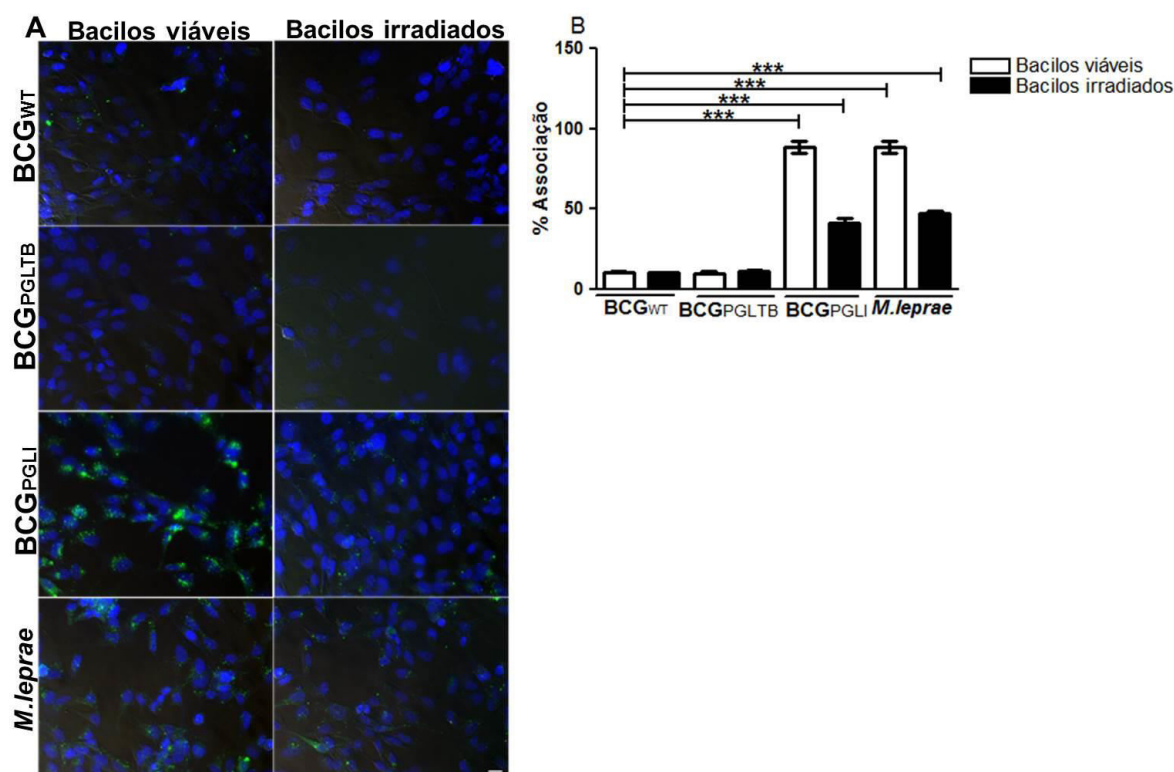 A
Bacilos viáveis
Bacilos irradiados
BCGWT
BCGPGLTB
BCGPGLI
M.leprae
B
150
100
50
0
% Associação
***
***
***
***
BCGWT
BCGPGLTB
BCGPGLI
M.leprae
Bacilos viáveis
Bacilos irradiados